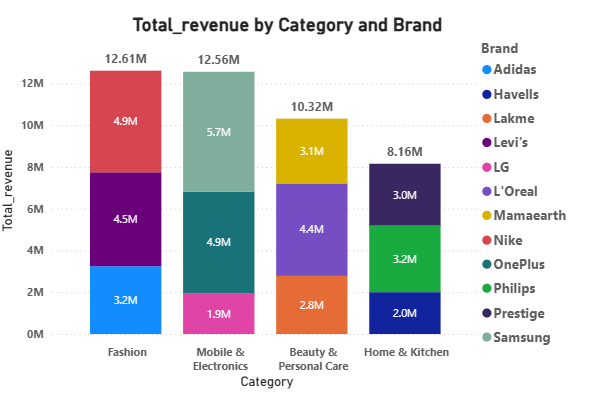 Total_revenue by Category and Brand
Brand
Adidas
Havells
Lakme
Levi's
LG
L'Oreal
Mamaearth
Nike
OnePlus
Philips
Prestige
Samsung
Total_revenue
12M
10M
8M
6M
4M
2M
0M
12.61M
4.9M
4.5M
3.2M
12.56M
5.7M
4.9M
1.9M
10.32M
3.1M
4.4M
2.8M
8.16M
3.0M
3.2M
2.0M
Fashion
Mobile &
Electronics
Beauty &
Personal Care
Home & Kitchen
Category